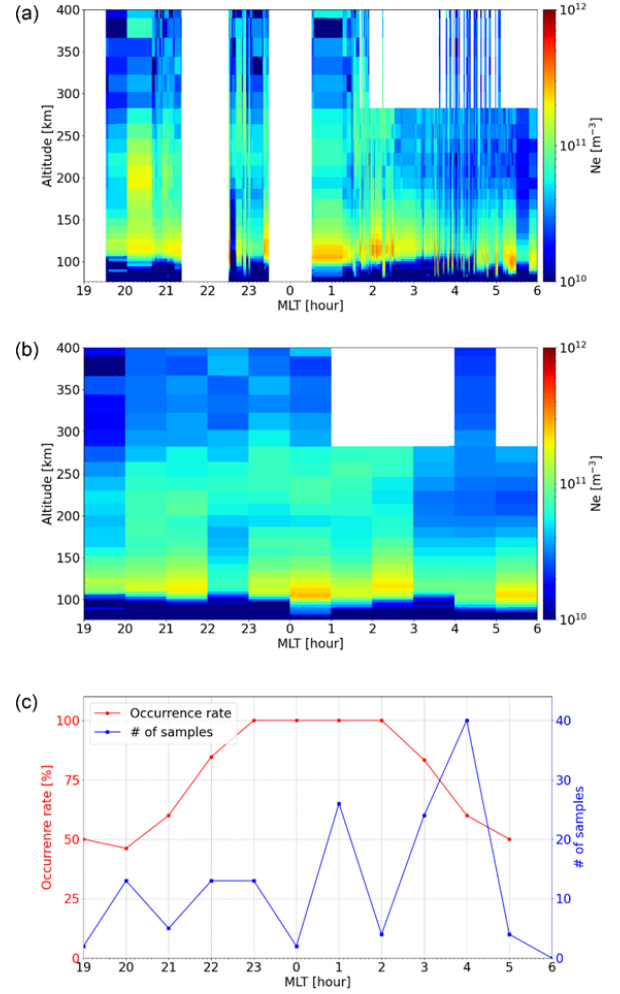 (a)
400
350
300
250
200
150
100
Altitude [km]
19 20 21 22 23 0 1 2 3 4 5 6
MLT [hour]
10^12
10^11
10^10
Ne [m^-3]
(b)
400
350
300
250
200
150
100
Altitude [km]
19 20 21 22 23 0 1 2 3 4 5 6
MLT [hour]
10^12
10^11
10^10
Ne [m^-3]
(c)
Occurrence rate
# of samples
100
75
50
25
0
Occurrenre rate [%]
40
30
20
10
0
# of samples
19 20 21 22 23 0 1 2 3 4 5 6
MLT [hour]